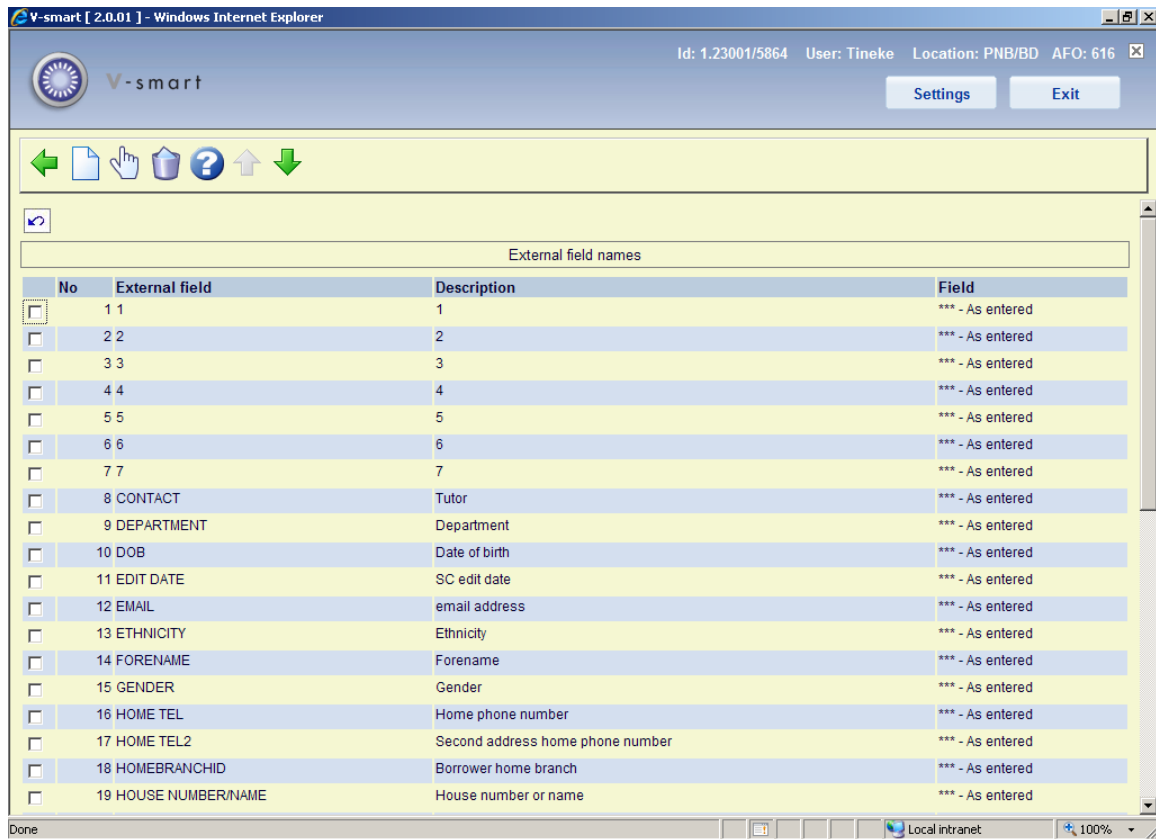 V-smart [ 2.0.01 ] - Windows Internet Explorer
Id: 1.23001/5864 User: Tineke Location: PNB/BD AFO: 616
V-smart
Settings Exit
External field names
No External field Description Field
1 1 1 *** - As entered
2 2 2 *** - As entered
3 3 3 *** - As entered
4 4 4 *** - As entered
5 5 5 *** - As entered
6 6 6 *** - As entered
7 7 7 *** - As entered
8 CONTACT Tutor *** - As entered
9 DEPARTMENT Department *** - As entered
10 DOB Date of birth *** - As entered
11 EDIT DATE SC edit date *** - As entered
12 EMAIL email address *** - As entered
13 ETHNICITY Ethnicity *** - As entered
14 FORENAME Forename *** - As entered
15 GENDER Gender *** - As entered
16 HOME TEL Home phone number *** - As entered
17 HOME TEL2 Second address home phone number *** - As entered
18 HOMEBRANCHID Borrower home branch *** - As entered
19 HOUSE NUMBER/NAME House number or name *** - As entered
Done Local intranet 100%